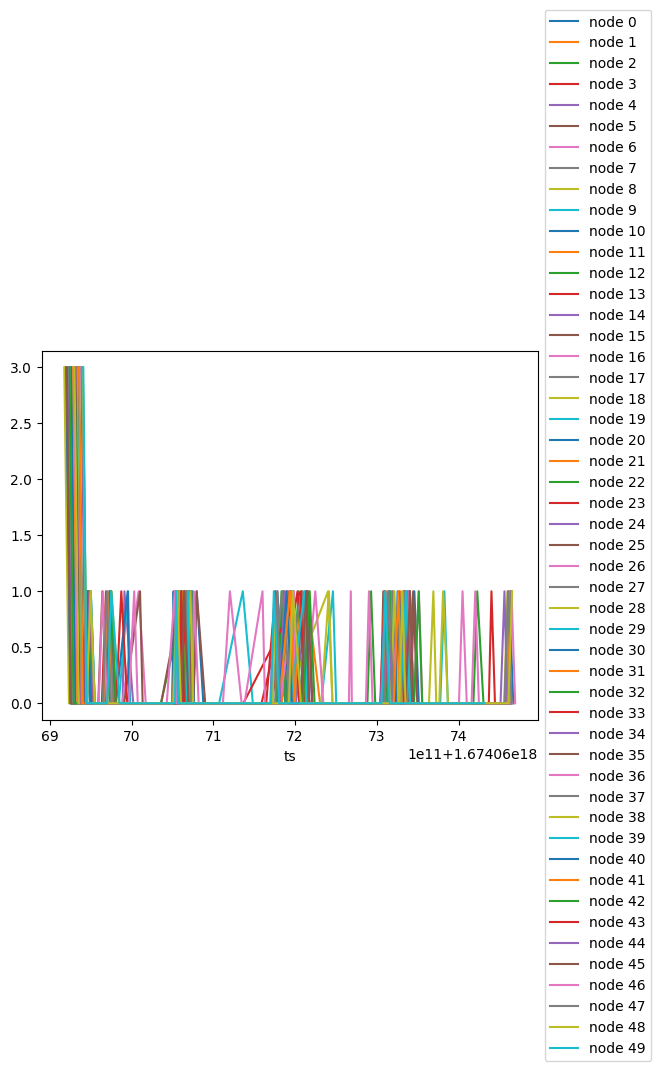 3.0
2.5
2.0
1.5
1.0
0.5
0.0
69 70 71 72 73 74
1e11+1.67406e18
ts
node 0
node 1
node 2
node 3
node 4
node 5
node 6
node 7
node 8
node 9
node 10
node 11
node 12
node 13
node 14
node 15
node 16
node 17
node 18
node 19
node 20
node 21
node 22
node 23
node 24
node 25
node 26
node 27
node 28
node 29
node 30
node 31
node 32
node 33
node 34
node 35
node 36
node 37
node 38
node 39
node 40
node 41
node 42
node 43
node 44
node 45
node 46
node 47
node 48
node 49